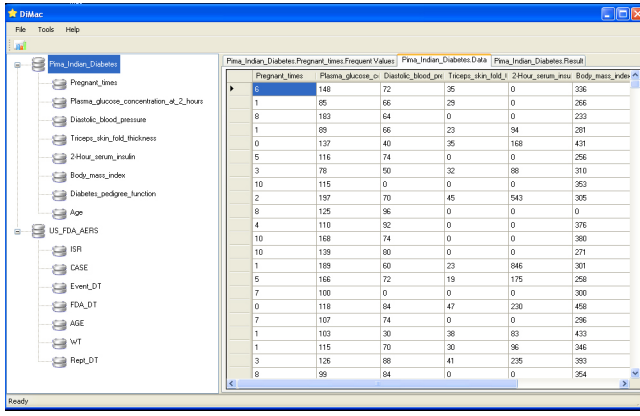 DiMac
File Tools Help
Pima_Indian_Diabetes
Pregnant_times
Plasma_glucose_concentration_at_2_hours
Diastolic_blood_pressure
Triceps_skin_fold_thickness
2-Hour_serum_insulin
Body_mass_index
Diabetes_pedigree_function
Age
US_FDA_AERS
ISR
CASE
Event_DT
FDA_DT
AGE
WT
Rept_DT
Pima_Indian_Diabetes.Pregnant_times.Frequent Values Pima_Indian_Diabetes.Data Pima_Indian_Diabetes.Result
Pregnant_times Plasma_glucose_c Diastolic_blood_pre Triceps_skin_fold_t 2-Hour_serum_insu Body_mass_index
6 148 72 35 0 336
1 85 66 29 0 266
8 183 64 0 0 233
1 89 66 23 94 281
0 137 40 35 168 431
5 116 74 0 0 256
3 78 50 32 88 310
10 115 0 0 0 353
2 197 70 45 543 305
8 125 96 0 0 0
4 110 92 0 0 376
10 168 74 0 0 380
10 139 80 0 0 271
1 189 60 23 846 301
5 166 72 19 175 258
7 100 0 0 0 300
0 118 84 47 230 458
7 107 74 0 0 296
1 103 30 38 83 433
1 115 70 30 96 346
3 126 88 41 235 393
8 99 84 0 0 354
Ready